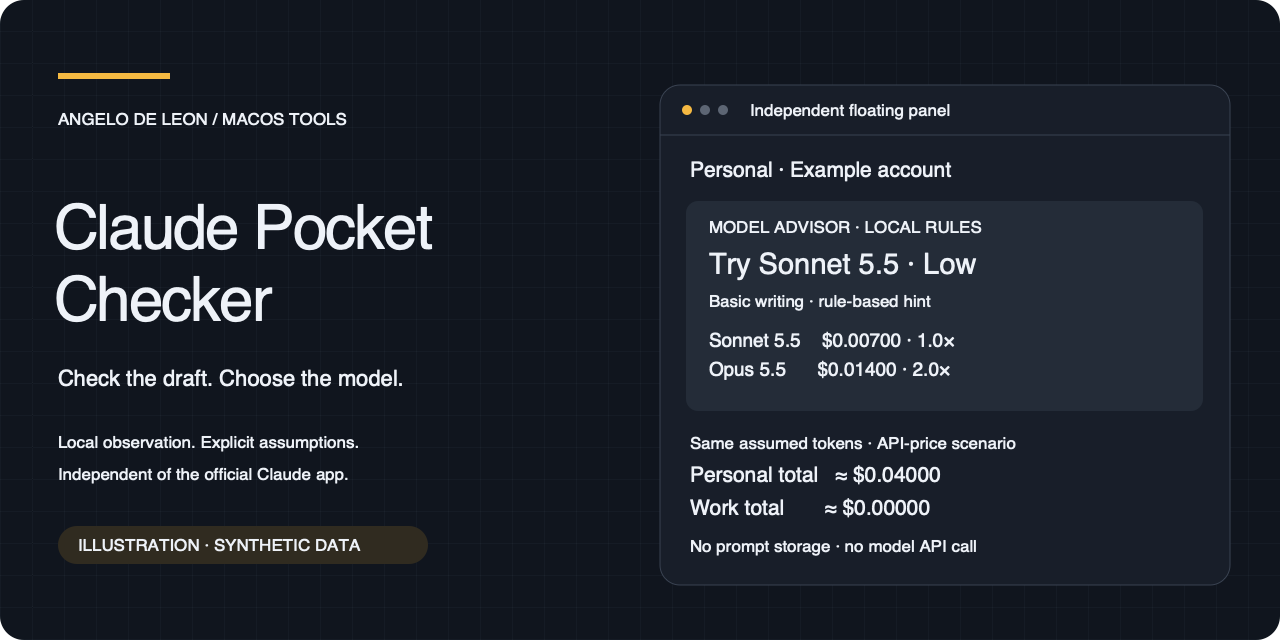 ANGELO DE LEON / MACOS TOOLS
Claude Pocket
Checker
Check the draft. Choose the model.
Local observation. Explicit assumptions.
Independent of the official Claude app.
ILLUSTRATION · SYNTHETIC DATA
Independent floating panel
Personal · Example account
MODEL ADVISOR · LOCAL RULES
Try Sonnet 5.5 · Low
Basic writing · rule-based hint
Sonnet 5.5 $0.00700 · 1.0×
Opus 5.5 $0.01400 · 2.0×
Same assumed tokens · API-price scenario
Personal total ≈ $0.04000
Work total ≈ $0.00000
No prompt storage · no model API call